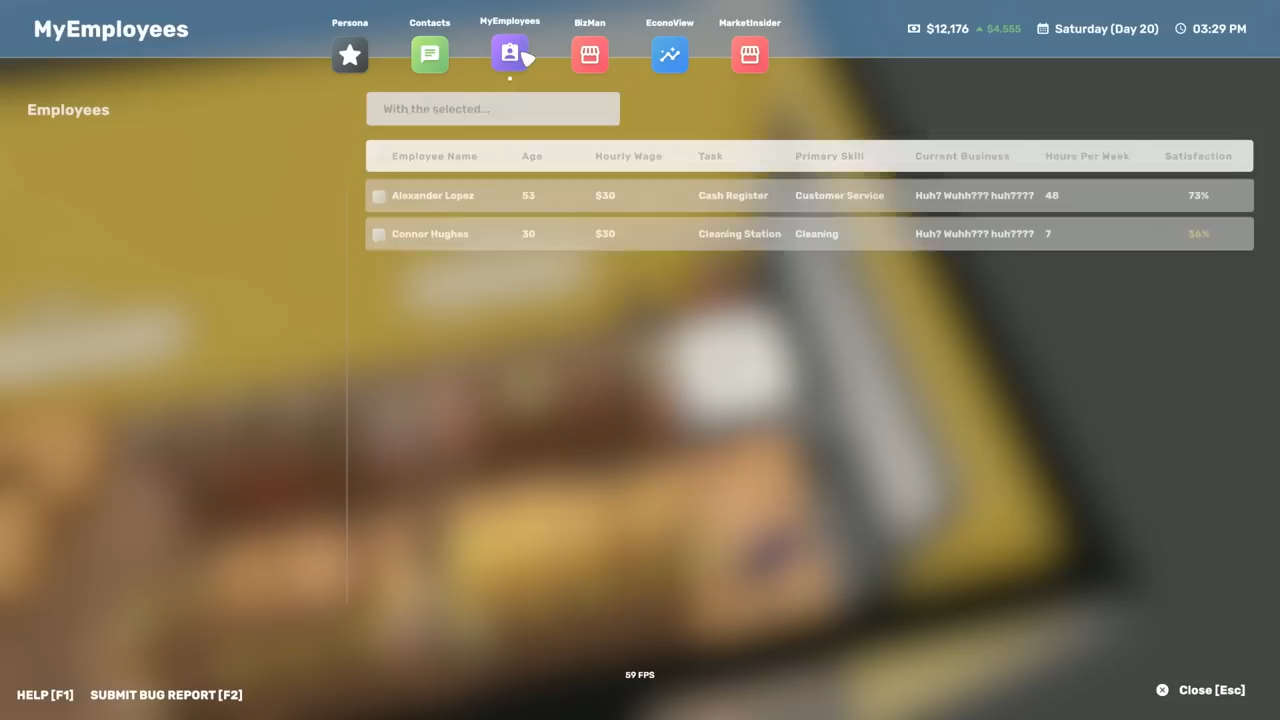 MyEmployees
Persona
Contacts
MyEmployees
BizMan
EconoView
MarketInsider
$12,176 $4,555 Saturday (Day 20) 03:29 PM
Employees
With the selected...
Employee Name Age Hourly Wage Task Primary Skill Current Business Hours Per Week Satisfaction
Alexander Lopez 53 $30 Cash Register Customer Service Huh? Wuhh??? huh???? 48 73%
Connor Hughes 30 $30 Cleaning Station Cleaning Huh? Wuhh??? huh???? 7 36%
59 FPS
HELP [F1] SUBMIT BUG REPORT [F2]
Close [Esc]